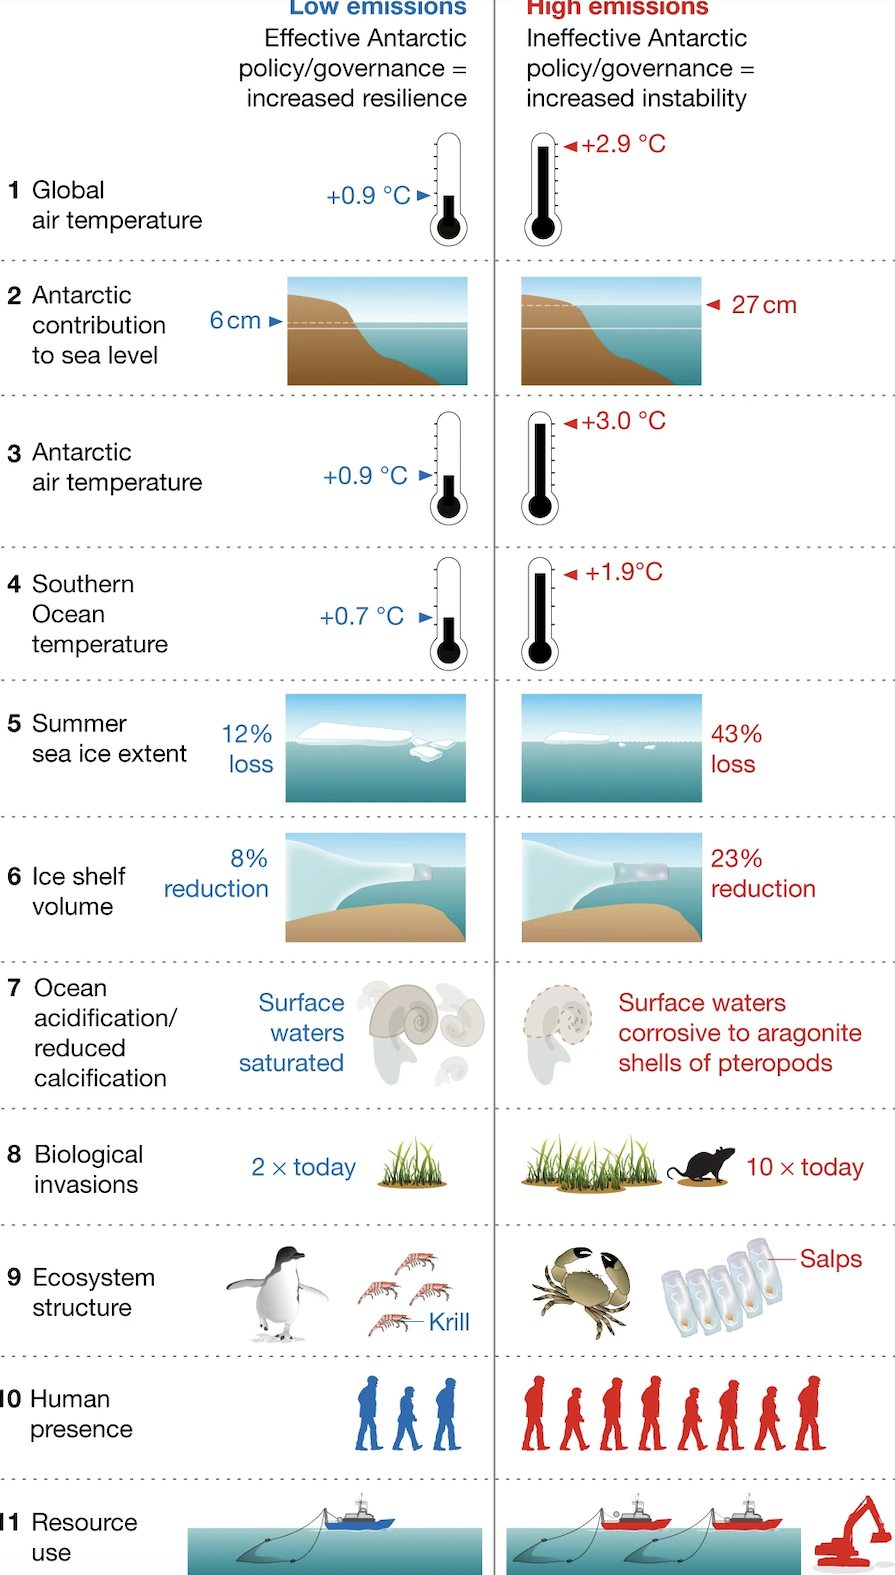 Low emissions
Effective Antarctic
policy/governance =
increased resilience
High emissions
Ineffective Antarctic
policy/governance =
increased instability
1 Global
air temperature
+0.9 °C
+2.9 °C
2 Antarctic
contribution
to sea level
6 cm
27 cm
3 Antarctic
air temperature
+0.9 °C
+3.0 °C
4 Southern
Ocean
temperature
+0.7 °C
+1.9°C
5 Summer
sea ice extent
12%
loss
43%
loss
6 Ice shelf
volume
8%
reduction
23%
reduction
7 Ocean
acidification/
reduced
calcification
Surface
waters
saturated
Surface waters
corrosive to aragonite
shells of pteropods
8 Biological
invasions
2 × today
10 × today
9 Ecosystem
structure
Krill
Salps
10 Human
presence
11 Resource
use